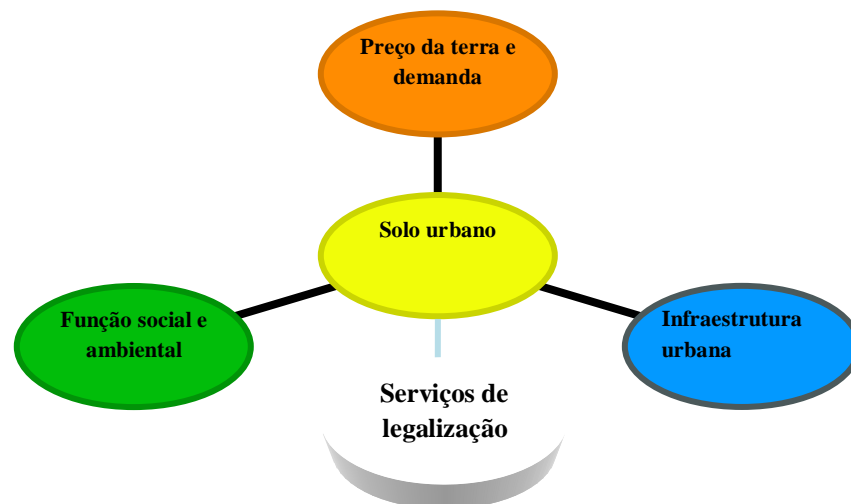 Preço da terra e
demanda
Solo urbano
Função social e
ambiental
Infraestrutura
urbana
Serviços de
legalização